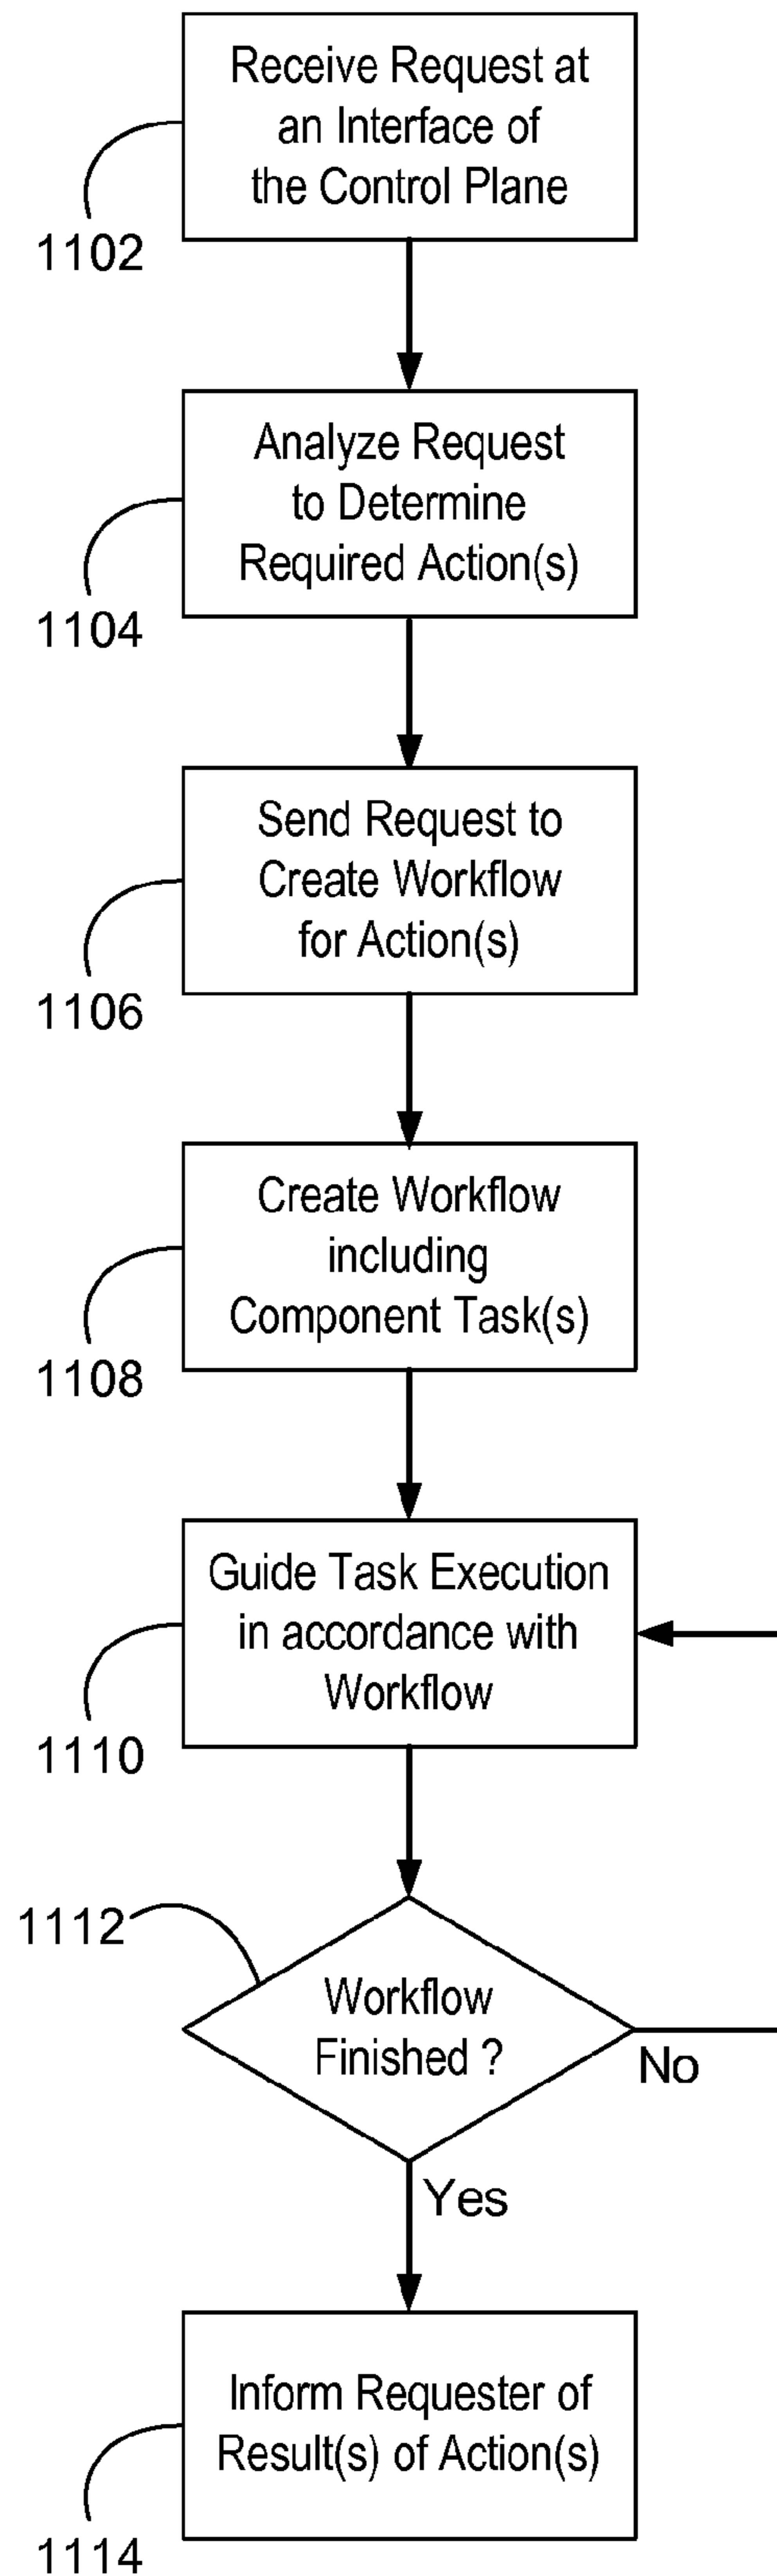 Receive Request at
an Interface of
the Control Plane
1102
Analyze Request
to Determine
Required Action(s)
1104
Send Request to
Create Workflow
for Action(s)
1106
Create Workflow
including
Component Task(s)
1108
Guide Task Execution
in accordance with
Workflow
1110
1112
Workflow
Finished ?
No
Yes
Inform Requester of
Result(s) of Action(s)
1114